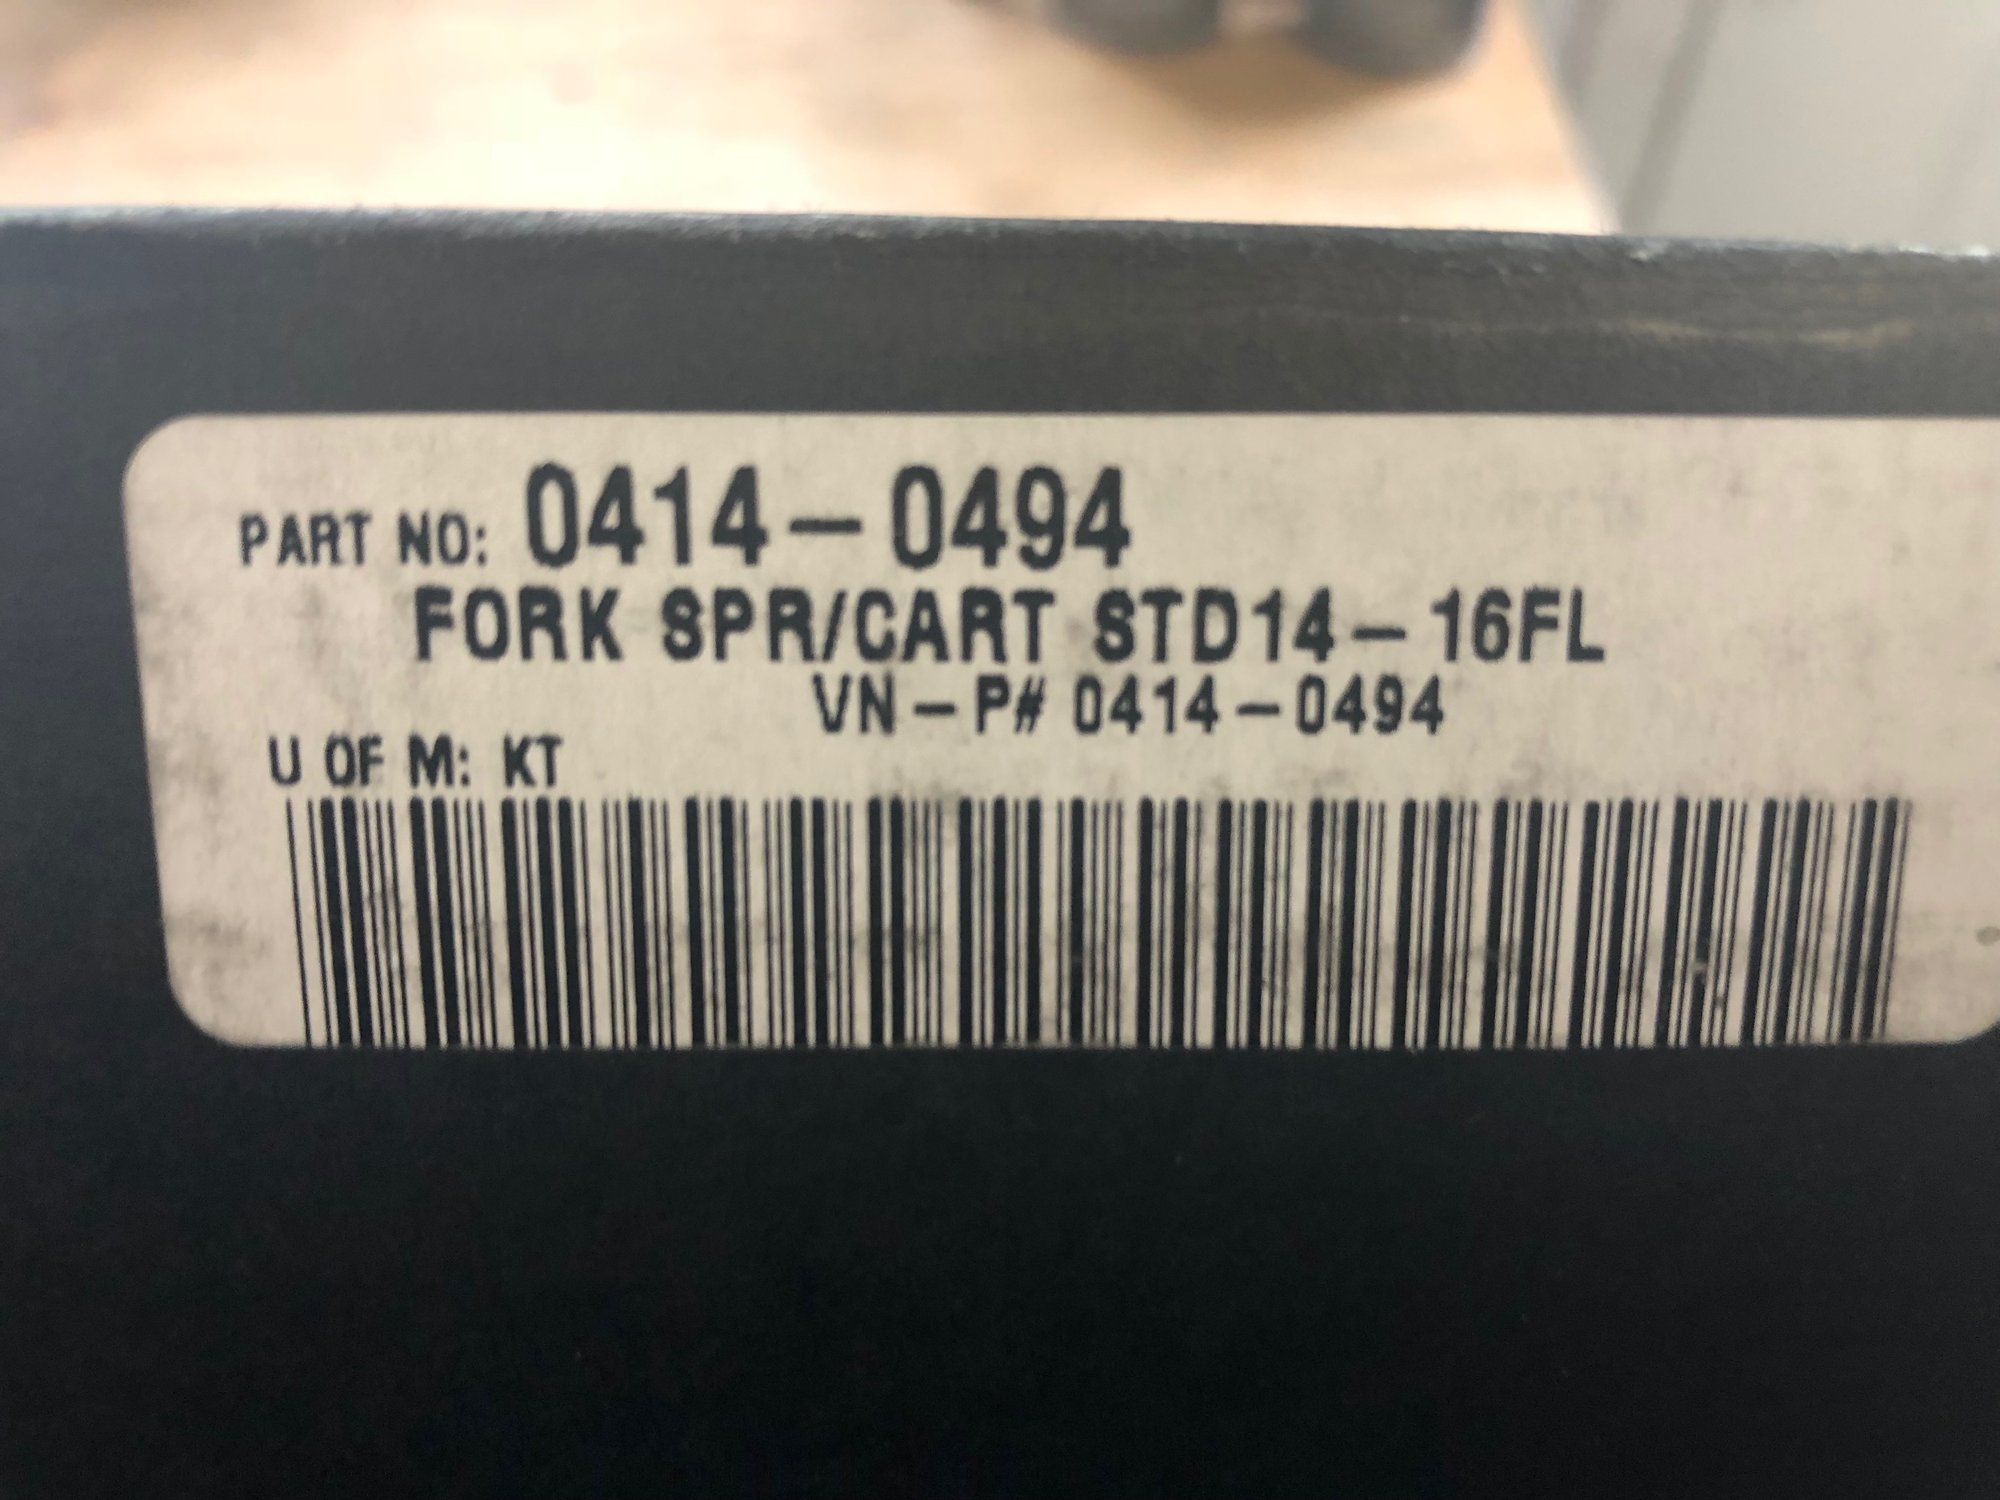 PART NO: 0414-0494
FORK SPR/CART STD14-16FL
VN-P# 0414-0494
U OF M: KT